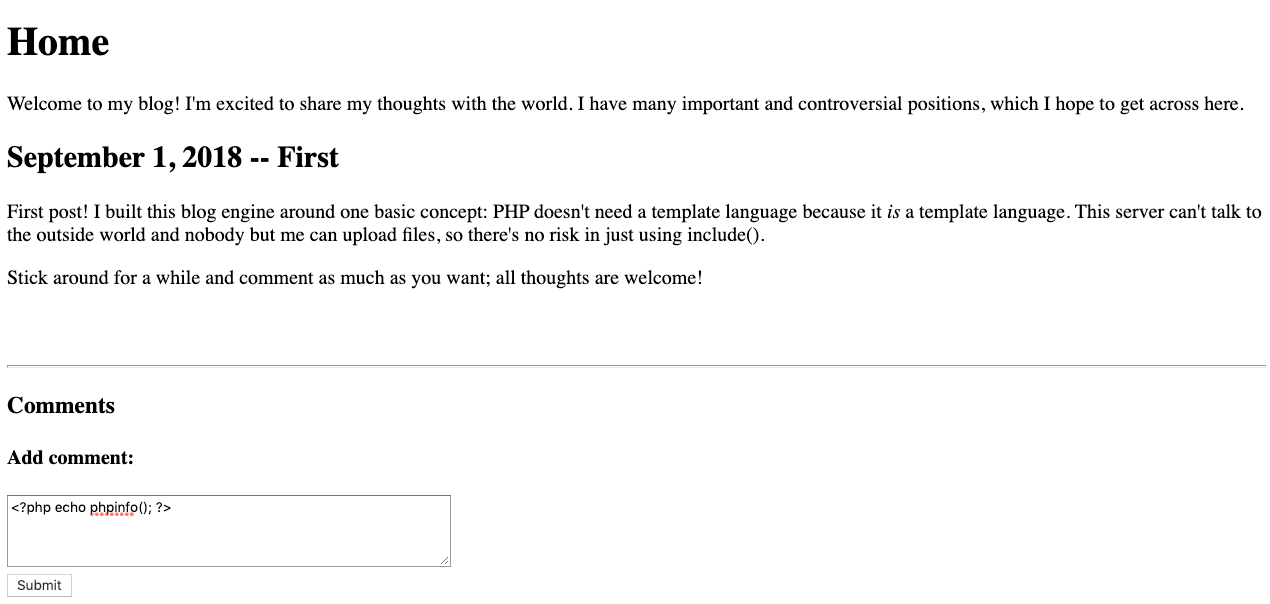 Home
Welcome to my blog! I'm excited to share my thoughts with the world. I have many important and controversial positions, which I hope to get across here.
September 1, 2018 -- First
First post! I built this blog engine around one basic concept: PHP doesn't need a template language because it is a template language. This server can't talk to
the outside world and nobody but me can upload files, so there's no risk in just using include().
Stick around for a while and comment as much as you want; all thoughts are welcome!
Comments
Add comment:
<?php echo phpinfo(); ?>
Submit